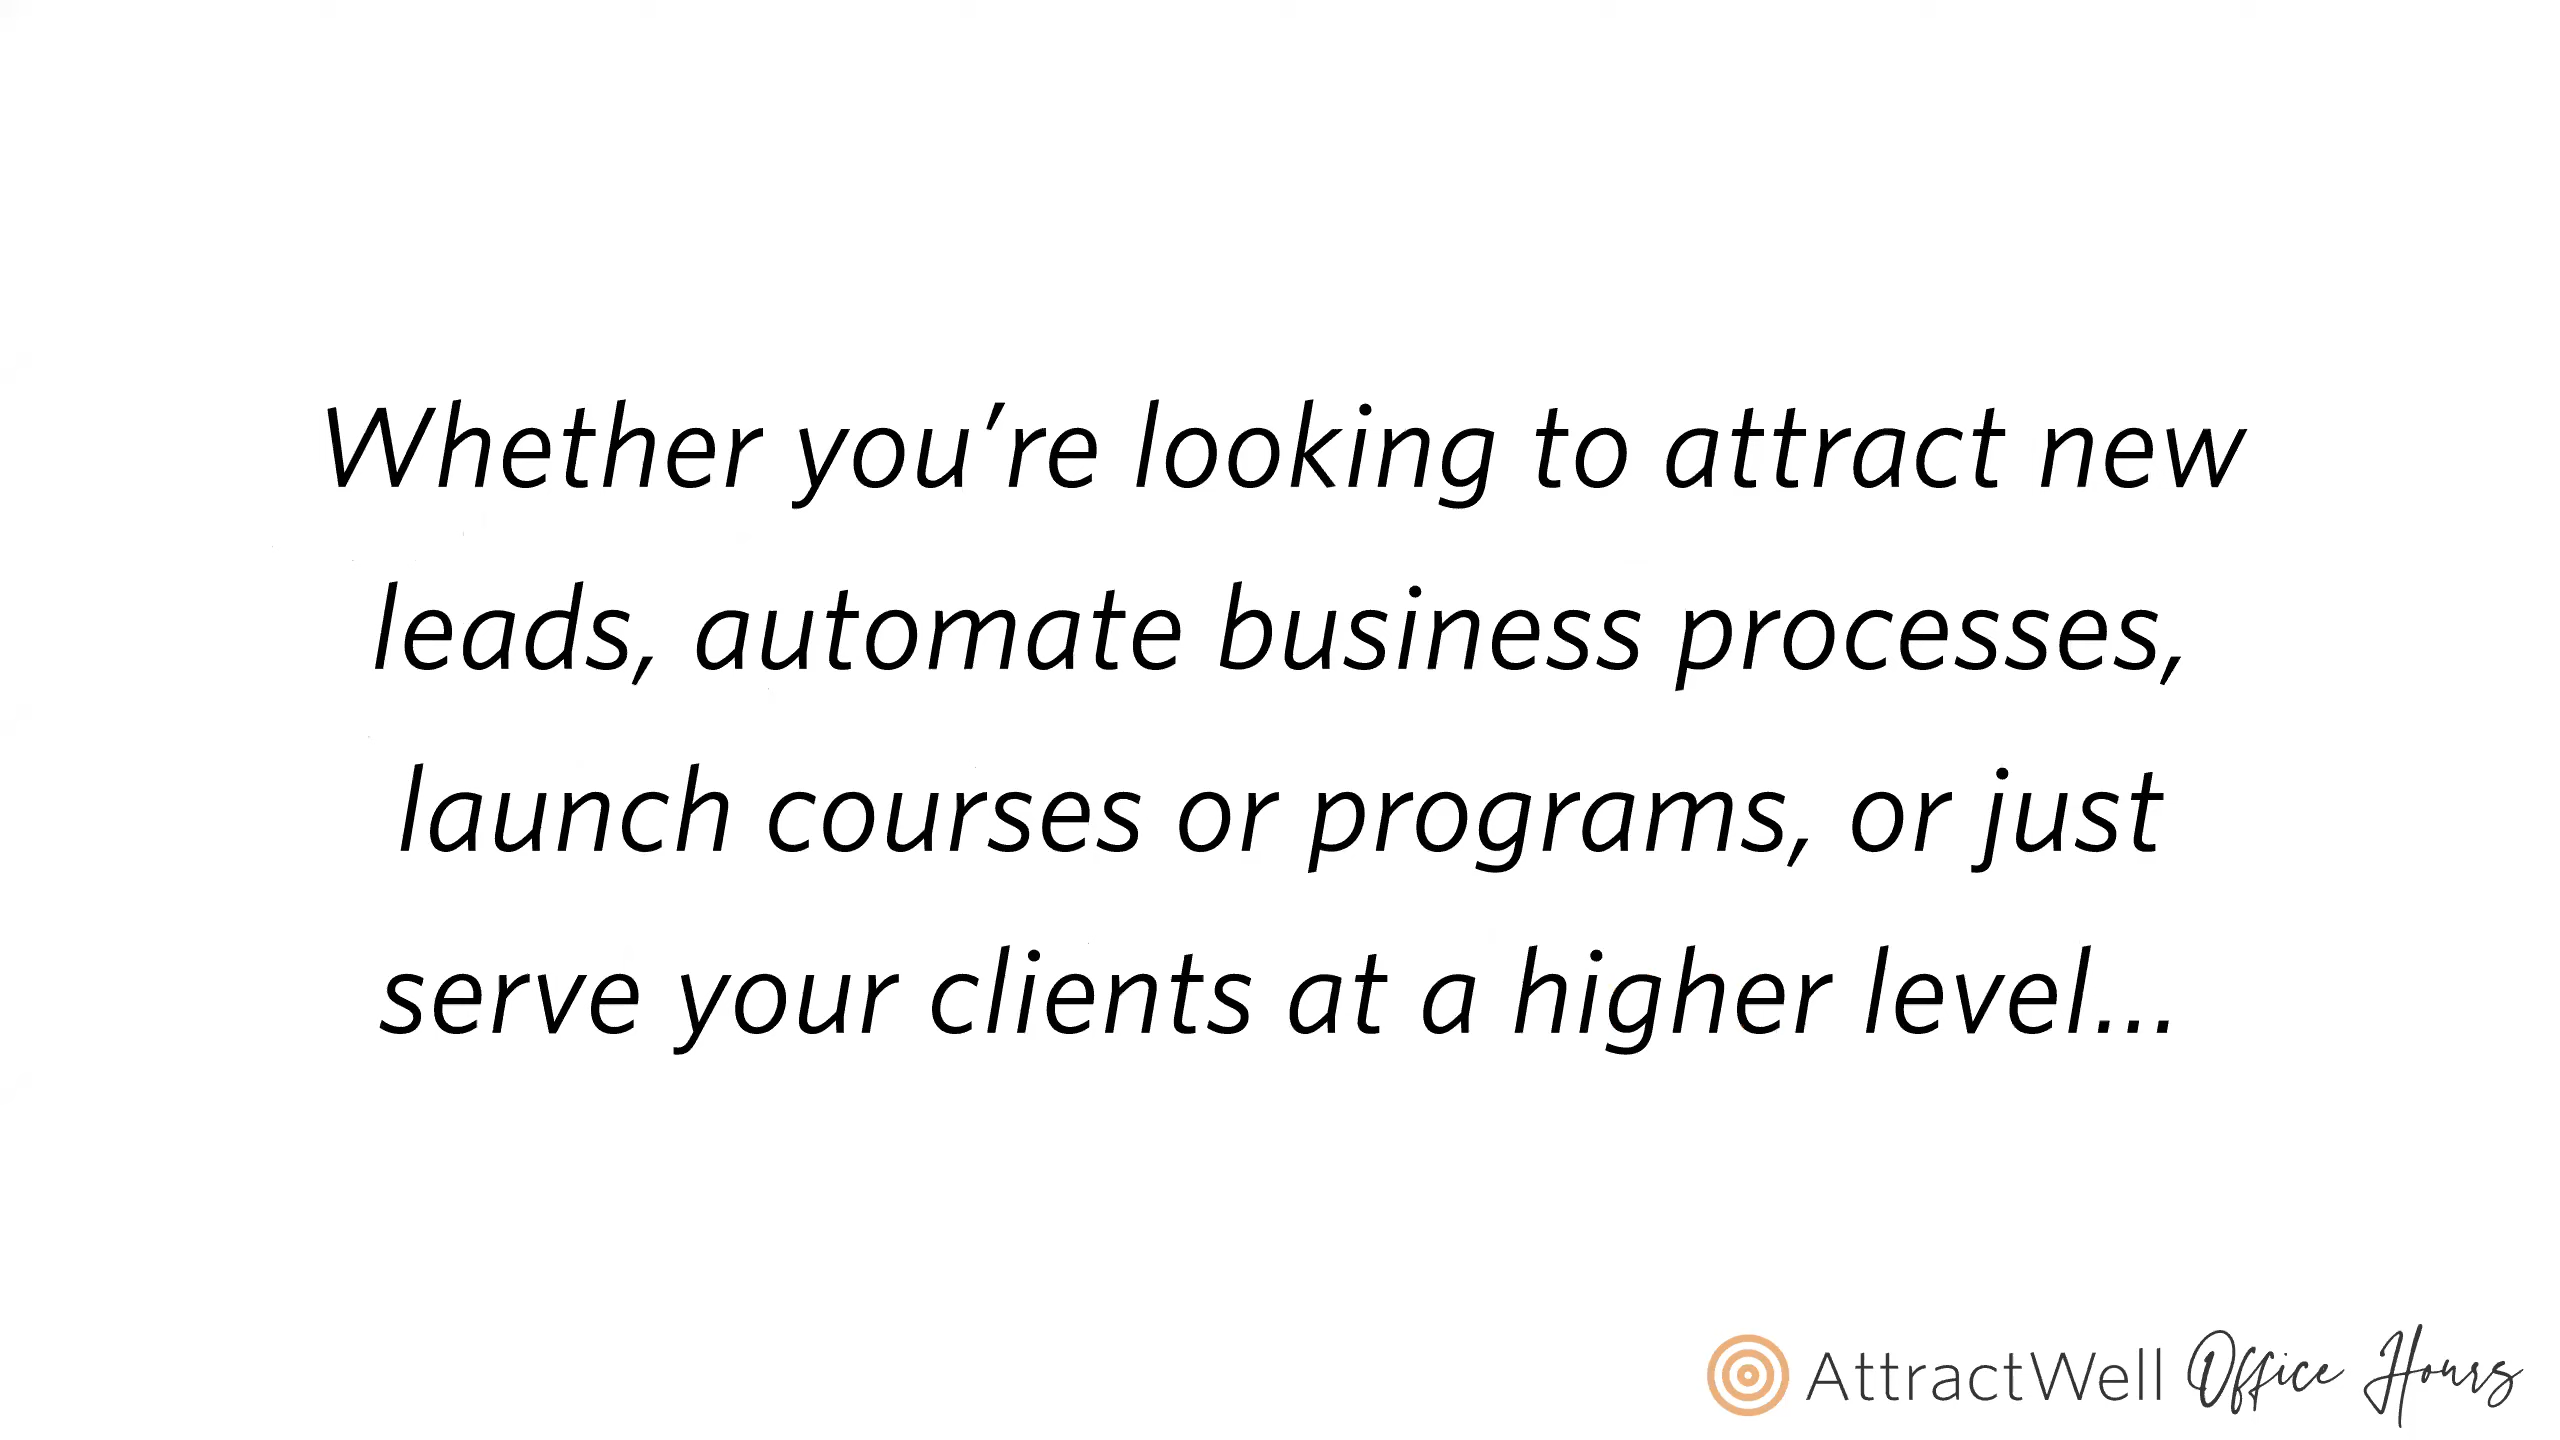 Whether you’re looking to attract new
leads, automate business processes,
launch courses or programs, or just
serve your clients at a higher level...
AttractWell Office Hours